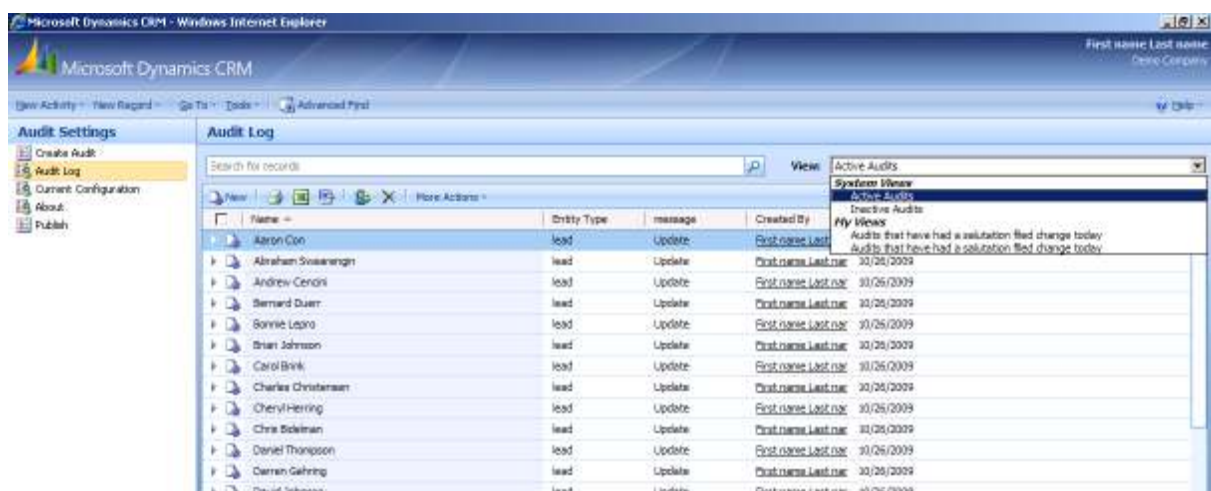 Microsoft Dynamics CRM - Windows Internet Explorer
First name Last name
Microsoft Dynamics CRM
Demo Company
New Activity New Record Go To Tools Advanced Find Help
Audit Settings
Audit Log
Create Audit
Audit Log
Current Configuration
About
Publish
Search for records
View: Active Audits
System Views
Active Audits
Inactive Audits
My Views
Audits that have had a salutation filed change today
Audits that have had a salutation filed change today
New More Actions
Name Entity Type message Created By
Aaron Con lead Update First name Last
Abraham Swearengin lead Update First name Last nar 10/26/2009
Andrew Cencini lead Update First name Last nar 10/26/2009
Bernard Duerr lead Update First name Last nar 10/26/2009
Bonnie Lepro lead Update First name Last nar 10/26/2009
Brian Johnson lead Update First name Last nar 10/26/2009
Carol Brink lead Update First name Last nar 10/26/2009
Charles Christensen lead Update First name Last nar 10/26/2009
Cheryl Herring lead Update First name Last nar 10/26/2009
Chris Bidelman lead Update First name Last nar 10/26/2009
Daniel Thompson lead Update First name Last nar 10/26/2009
Darren Gehring lead Update First name Last nar 10/26/2009